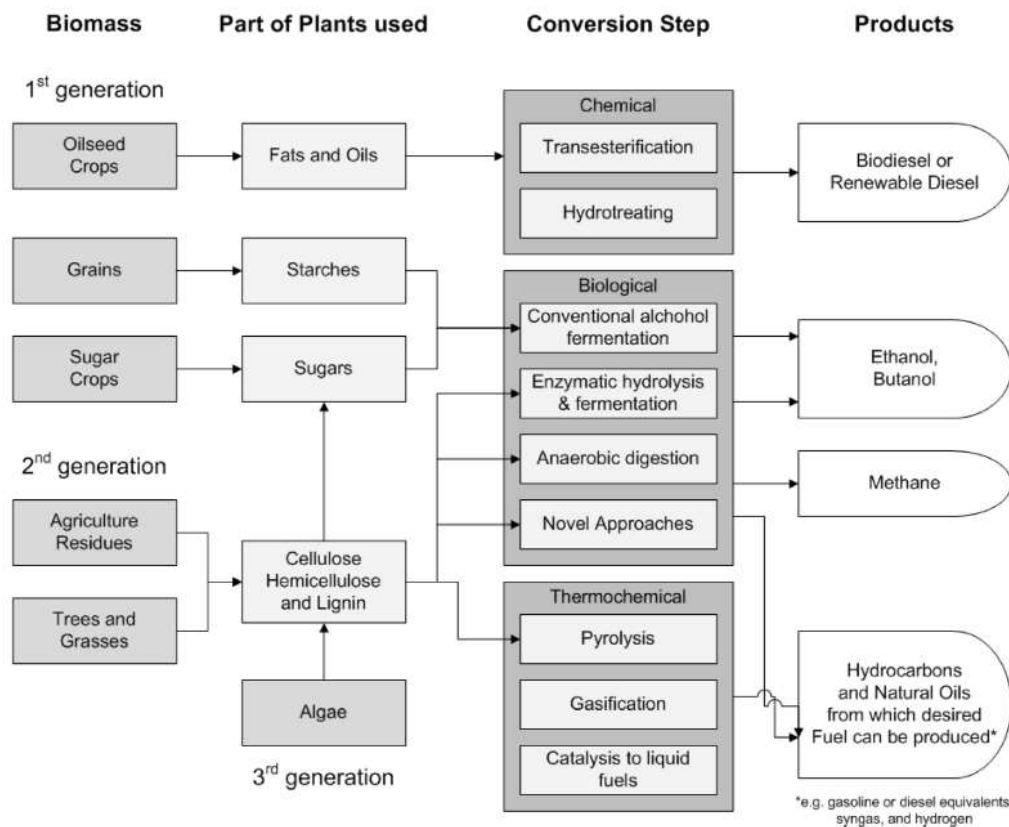 Biomass
Part of Plants used
Conversion Step
Products
1st generation
Oilseed
Crops
Fats and Oils
Chemical
Transesterification
Hydrotreating
Biodiesel or
Renewable Diesel
Grains
Starches
Sugar
Crops
Sugars
Biological
Conventional alchohol
fermentation
Enzymatic hydrolysis
& fermentation
Anaerobic digestion
Novel Approaches
Ethanol,
Butanol
Methane
2nd generation
Agriculture
Residues
Trees and
Grasses
Cellulose
Hemicellulose
and Lignin
Algae
3rd generation
Thermochemical
Pyrolysis
Gasification
Catalysis to liquid
fuels
Hydrocarbons
and Natural Oils
from which desired
Fuel can be produced*
*e.g. gasoline or diesel equivalents
syngas, and hydrogen